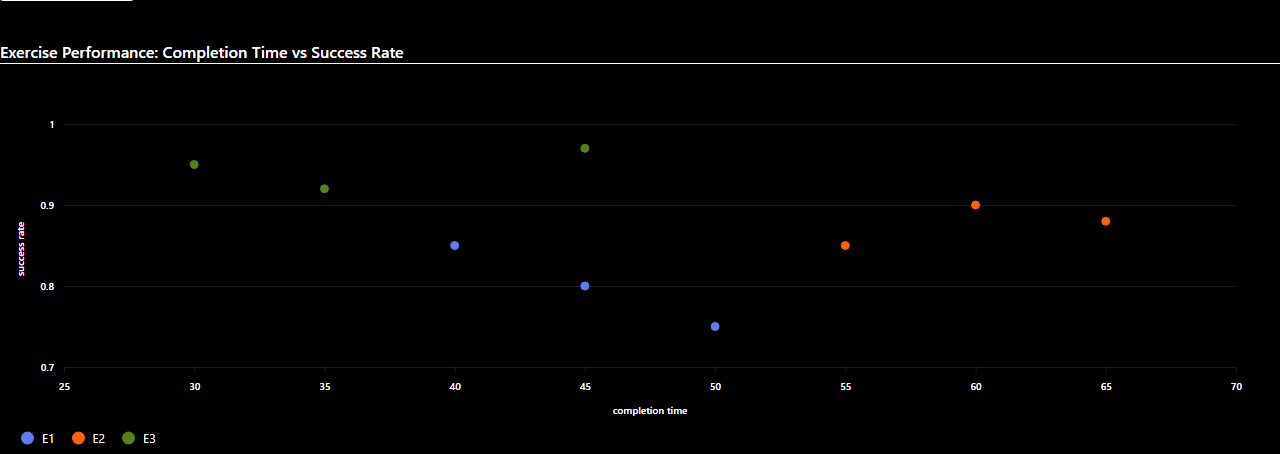 Exercise Performance: Completion Time vs Success Rate
1
0.9
0.8
0.7
success rate
25 30 35 40 45 50 55 60 65 70
completion time
E1 E2 E3